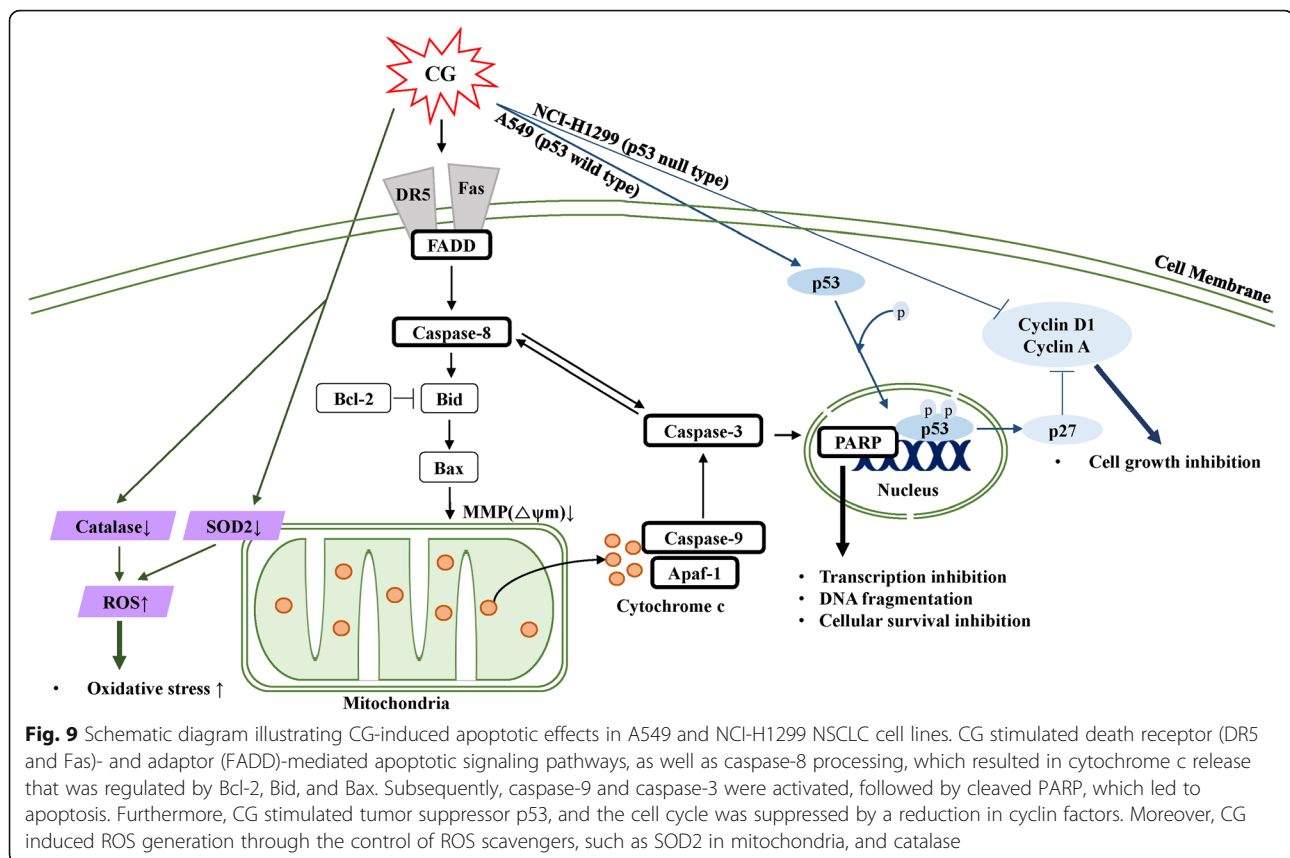 CG
NCI-H1299 (p53 null type)
A549 (p53 wild type)
DR5
Fas
FADD
Cell Membrane
p53
p
Cyclin D1
Cyclin A
Caspase-8
Bcl-2
Bid
Caspase-3
p p
p53
PARP
p27
Nucleus
• Cell growth inhibition
Bax
MMP(△ψm)↓
Catalase↓
SOD2↓
Caspase-9
Apaf-1
Cytochrome c
ROS↑
• Transcription inhibition
• DNA fragmentation
• Cellular survival inhibition
• Oxidative stress ↑
Mitochondria
Fig. 9 Schematic diagram illustrating CG-induced apoptotic effects in A549 and NCI-H1299 NSCLC cell lines. CG stimulated death receptor (DR5
and Fas)- and adaptor (FADD)-mediated apoptotic signaling pathways, as well as caspase-8 processing, which resulted in cytochrome c release
that was regulated by Bcl-2, Bid, and Bax. Subsequently, caspase-9 and caspase-3 were activated, followed by cleaved PARP, which led to
apoptosis. Furthermore, CG stimulated tumor suppressor p53, and the cell cycle was suppressed by a reduction in cyclin factors. Moreover, CG
induced ROS generation through the control of ROS scavengers, such as SOD2 in mitochondria, and catalase